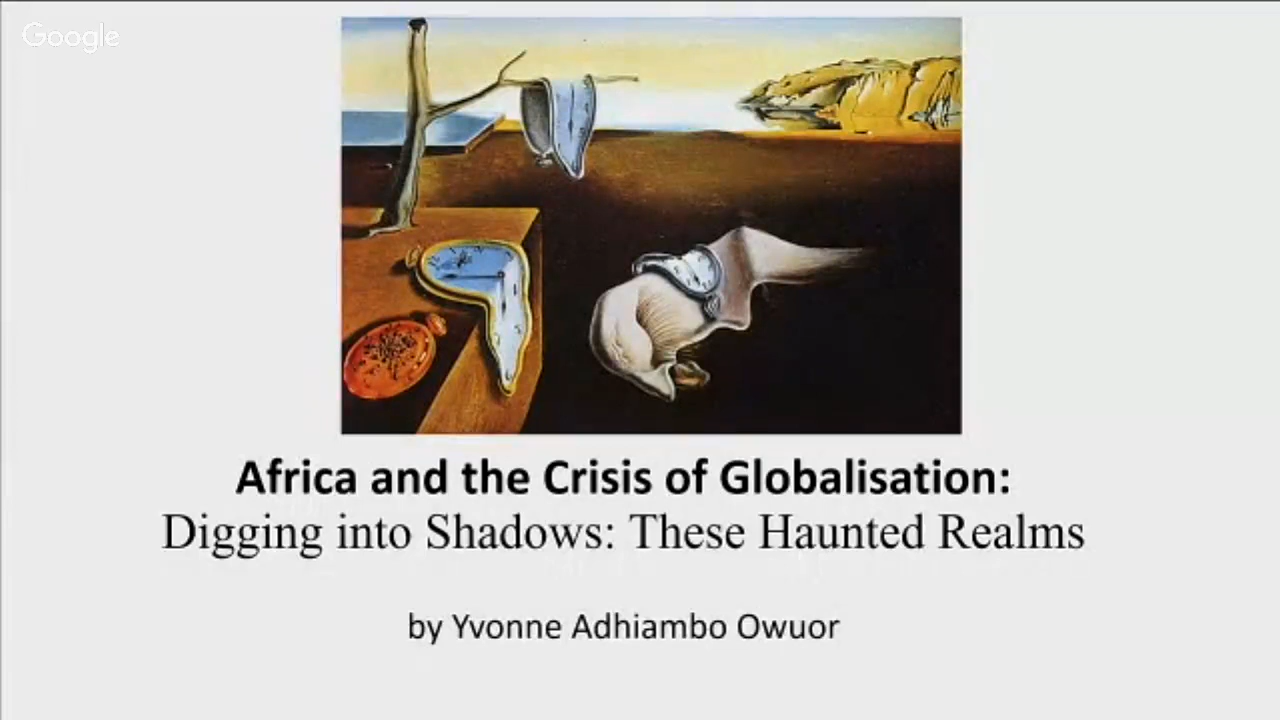 Google
Africa and the Crisis of Globalisation:
Digging into Shadows: These Haunted Realms
by Yvonne Adhiambo Owuor